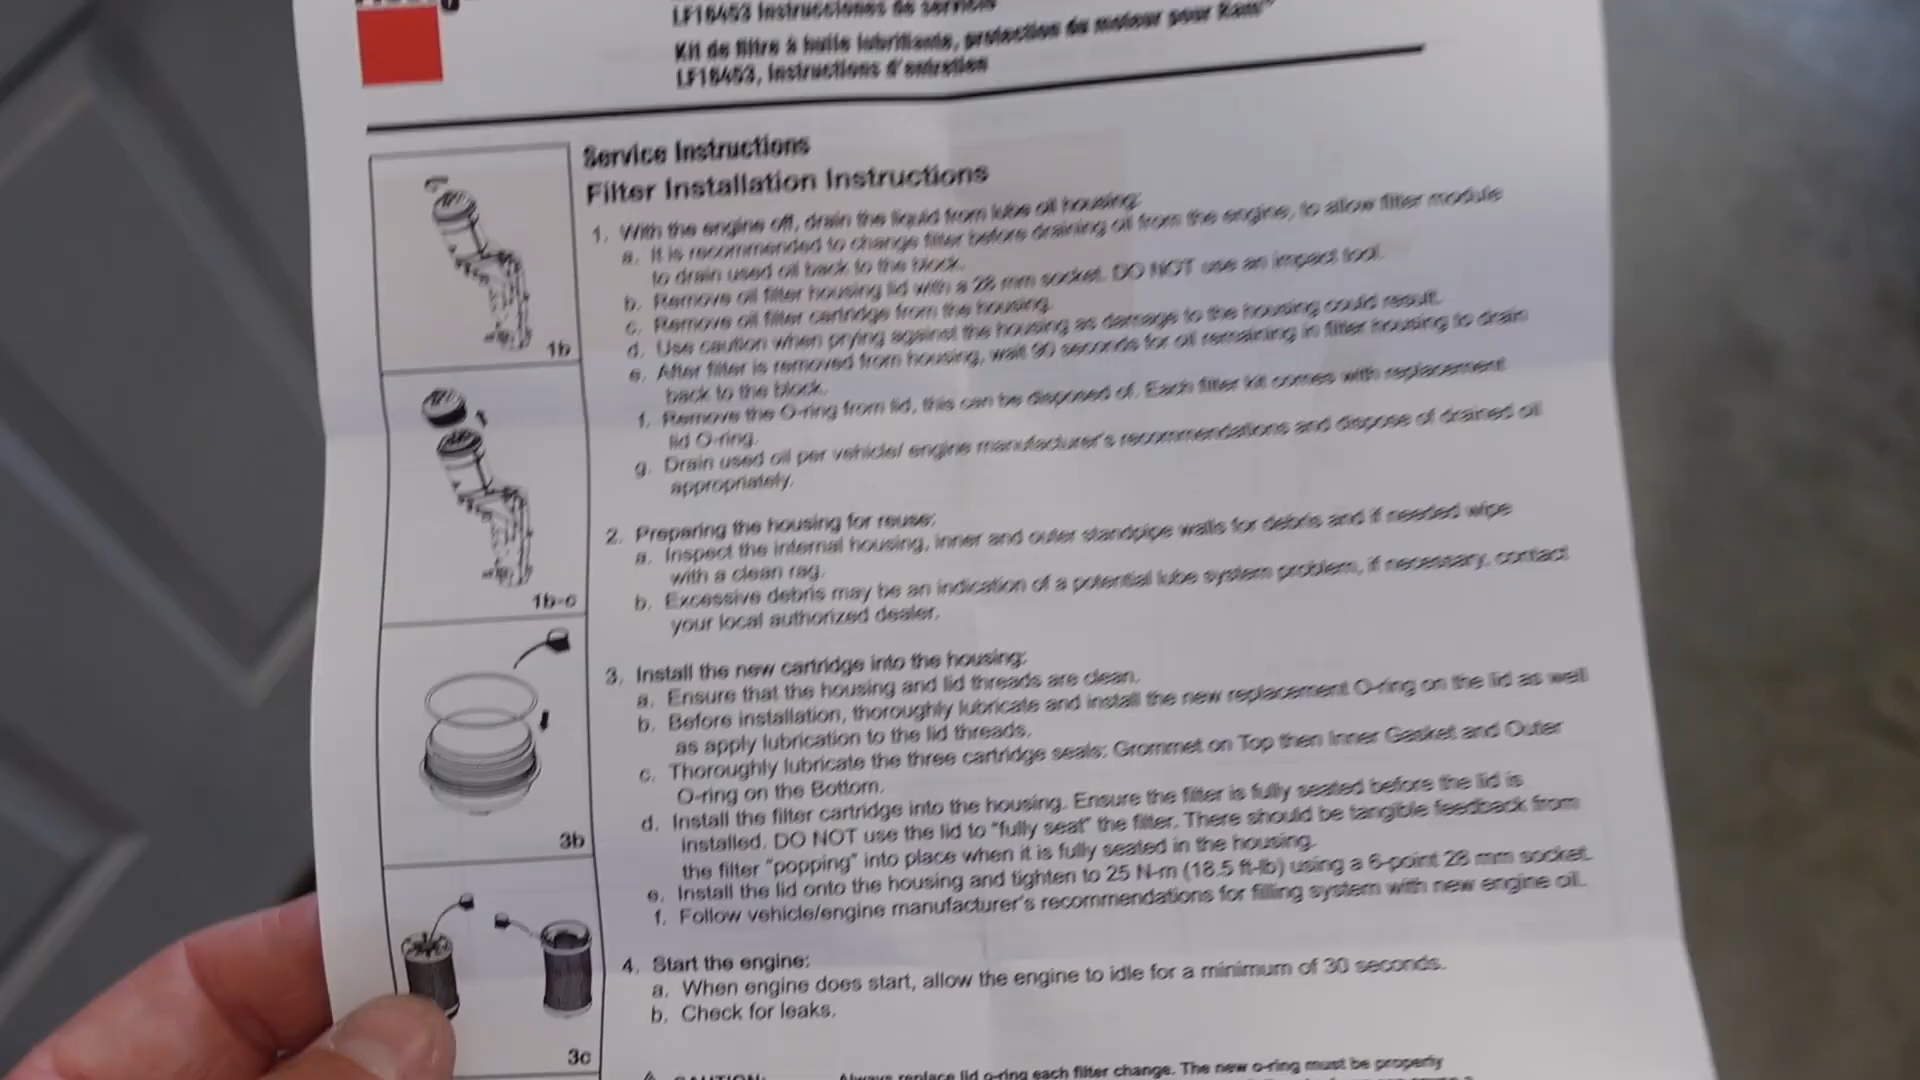 LF16453 Instrucciones de servicio
Kit de filtre à huile lubrifiante, protection du moteur pour Ram
LF16453, Instructions d'entretien
Service Instructions
Filter Installation Instructions
1. With the engine off, drain the liquid from lube oil housing:
a. It is recommended to change filter before draining oil from the engine, to allow filter module
to drain used oil back to the block.
b. Remove oil filter housing lid with a 28 mm socket. DO NOT use an impact tool.
c. Remove oil filter cartridge from the housing.
d. Use caution when prying against the housing as damage to the housing could result.
e. After filter is removed from housing, wait 90 seconds for oil remaining in filter housing to drain
back to the block.
f. Remove the O-ring from lid, this can be disposed of. Each filter kit comes with replacement
lid O-ring.
g. Drain used oil per vehicle/ engine manufacturer's recommendations and dispose of drained oil
appropriately.
2. Preparing the housing for reuse:
a. Inspect the internal housing, inner and outer standpipe walls for debris and if needed wipe
with a clean rag.
b. Excessive debris may be an indication of a potential lube system problem, if necessary, contact
your local authorized dealer.
3. Install the new cartridge into the housing:
a. Ensure that the housing and lid threads are clean.
b. Before installation, thoroughly lubricate and install the new replacement O-ring on the lid as well
as apply lubrication to the lid threads.
c. Thoroughly lubricate the three cartridge seals: Grommet on Top then Inner Gasket and Outer
O-ring on the Bottom.
d. Install the filter cartridge into the housing. Ensure the filter is fully seated before the lid is
installed. DO NOT use the lid to "fully seat" the filter. There should be tangible feedback from
the filter "popping" into place when it is fully seated in the housing.
e. Install the lid onto the housing and tighten to 25 N-m (18.5 ft-lb) using a 6-point 28 mm socket.
f. Follow vehicle/engine manufacturer's recommendations for filling system with new engine oil.
4. Start the engine:
a. When engine does start, allow the engine to idle for a minimum of 30 seconds.
b. Check for leaks.
CAUTION: Always replace lid o-ring each filter change. The new o-ring must be properly
1b
1b-c
3b
3c